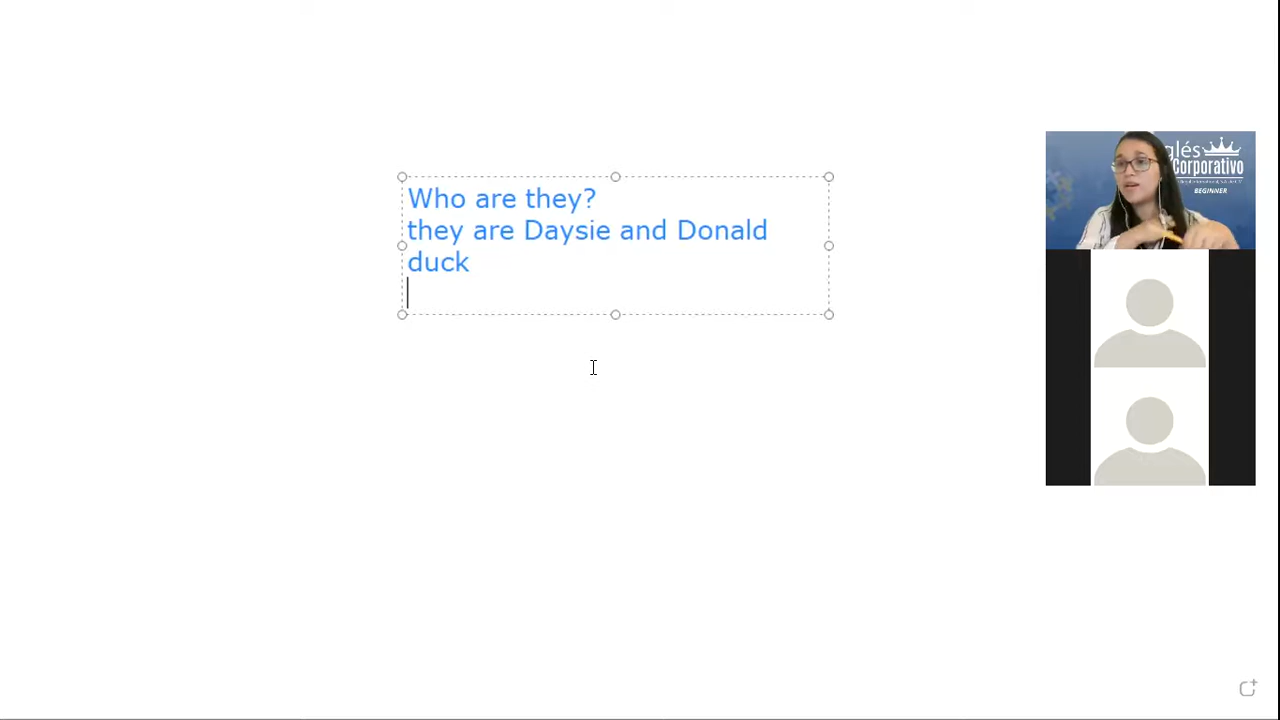 Who are they?
they are Daysie and Donald
duck
glés
Corporativo
BEGINNER